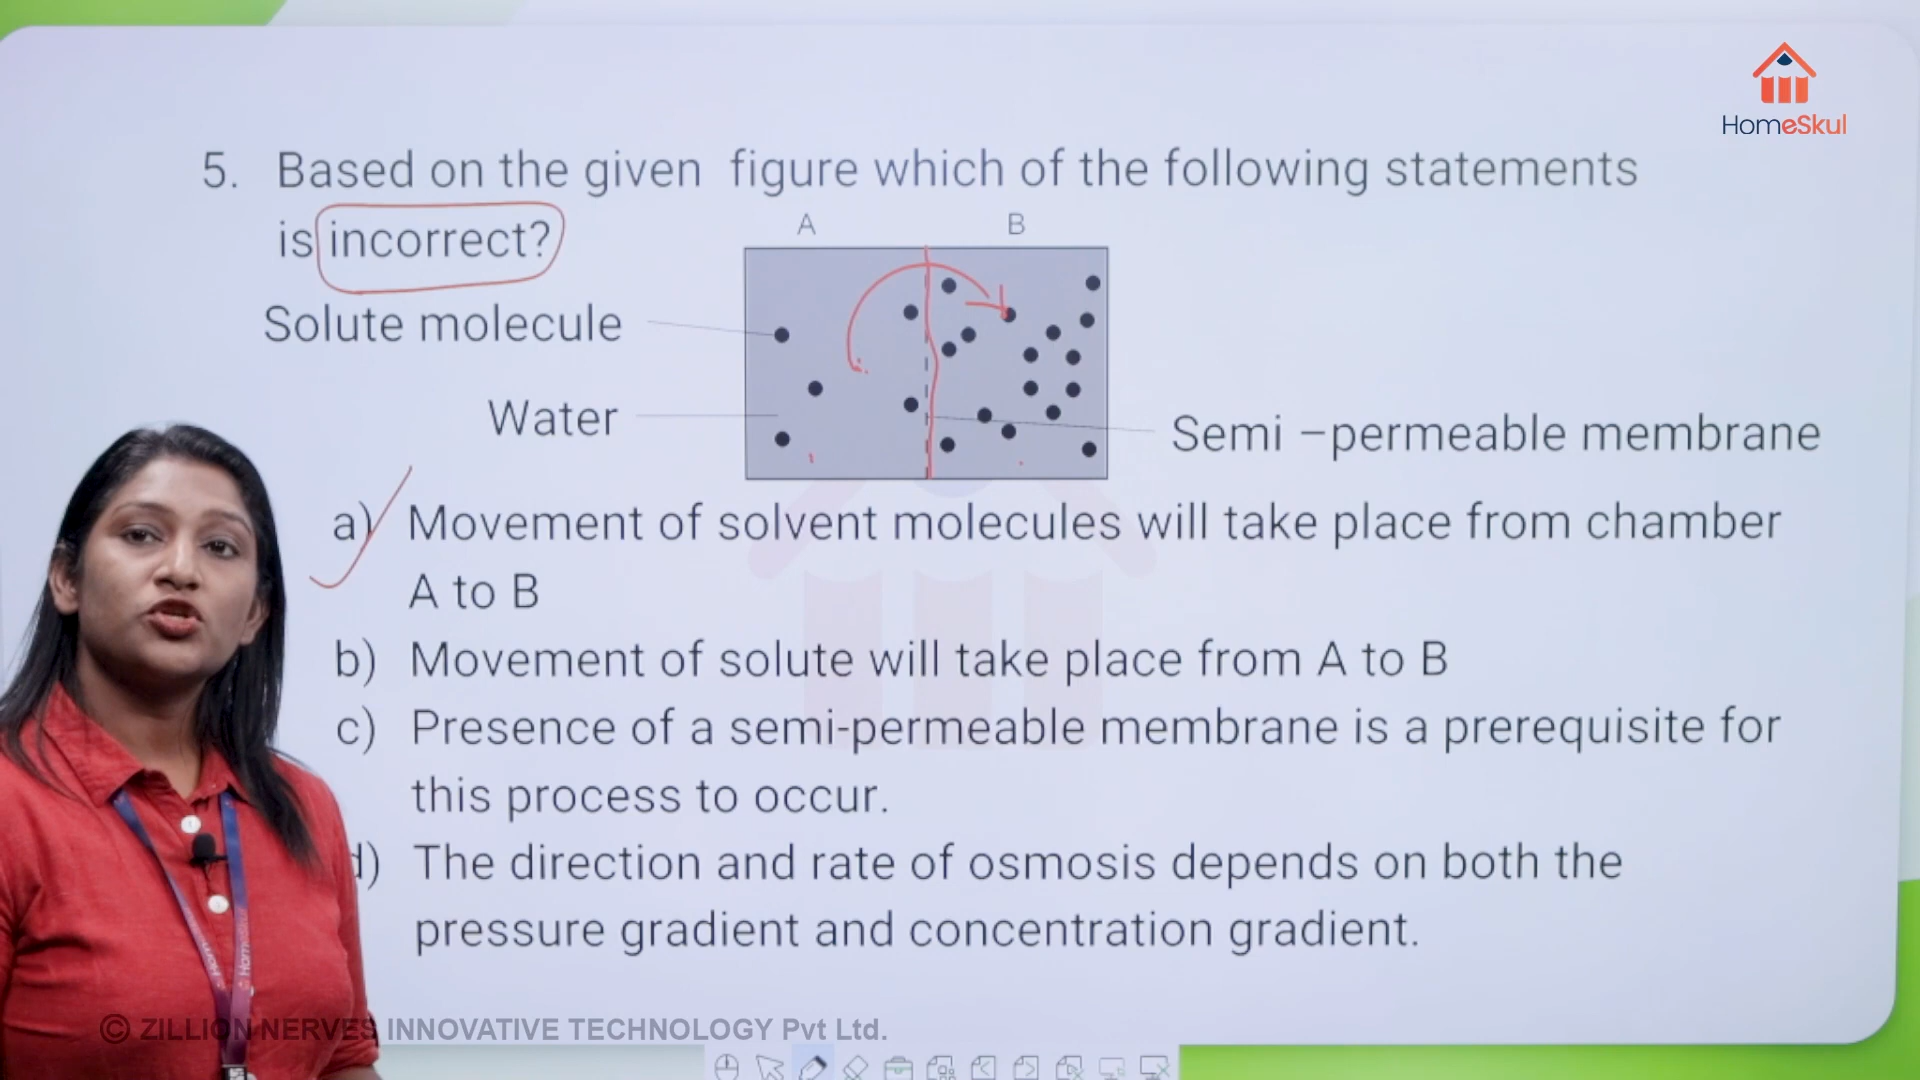 HomeSkul
5. Based on the given figure which of the following statements
is incorrect?
A B
Solute molecule
Water
Semi –permeable membrane
a) Movement of solvent molecules will take place from chamber
A to B
b) Movement of solute will take place from A to B
c) Presence of a semi-permeable membrane is a prerequisite for
this process to occur.
d) The direction and rate of osmosis depends on both the
pressure gradient and concentration gradient.
© ZILLION NERVES INNOVATIVE TECHNOLOGY Pvt Ltd.